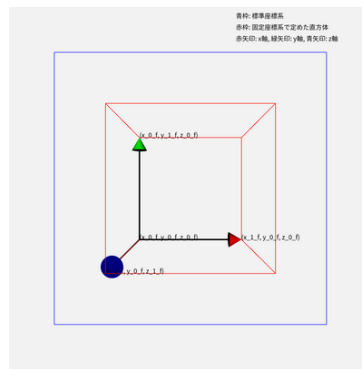 青枠: 標準座標系
赤枠: 固定座標系で定めた直方体
赤矢印: x軸, 緑矢印: y軸, 青矢印: z軸
(x_0_f, y_1_f, z_0_f)
(x_0_f, y_0_f, z_0_f)
(x_1_f, y_0_f, z_0_f)
y_0_f, z_1_f)